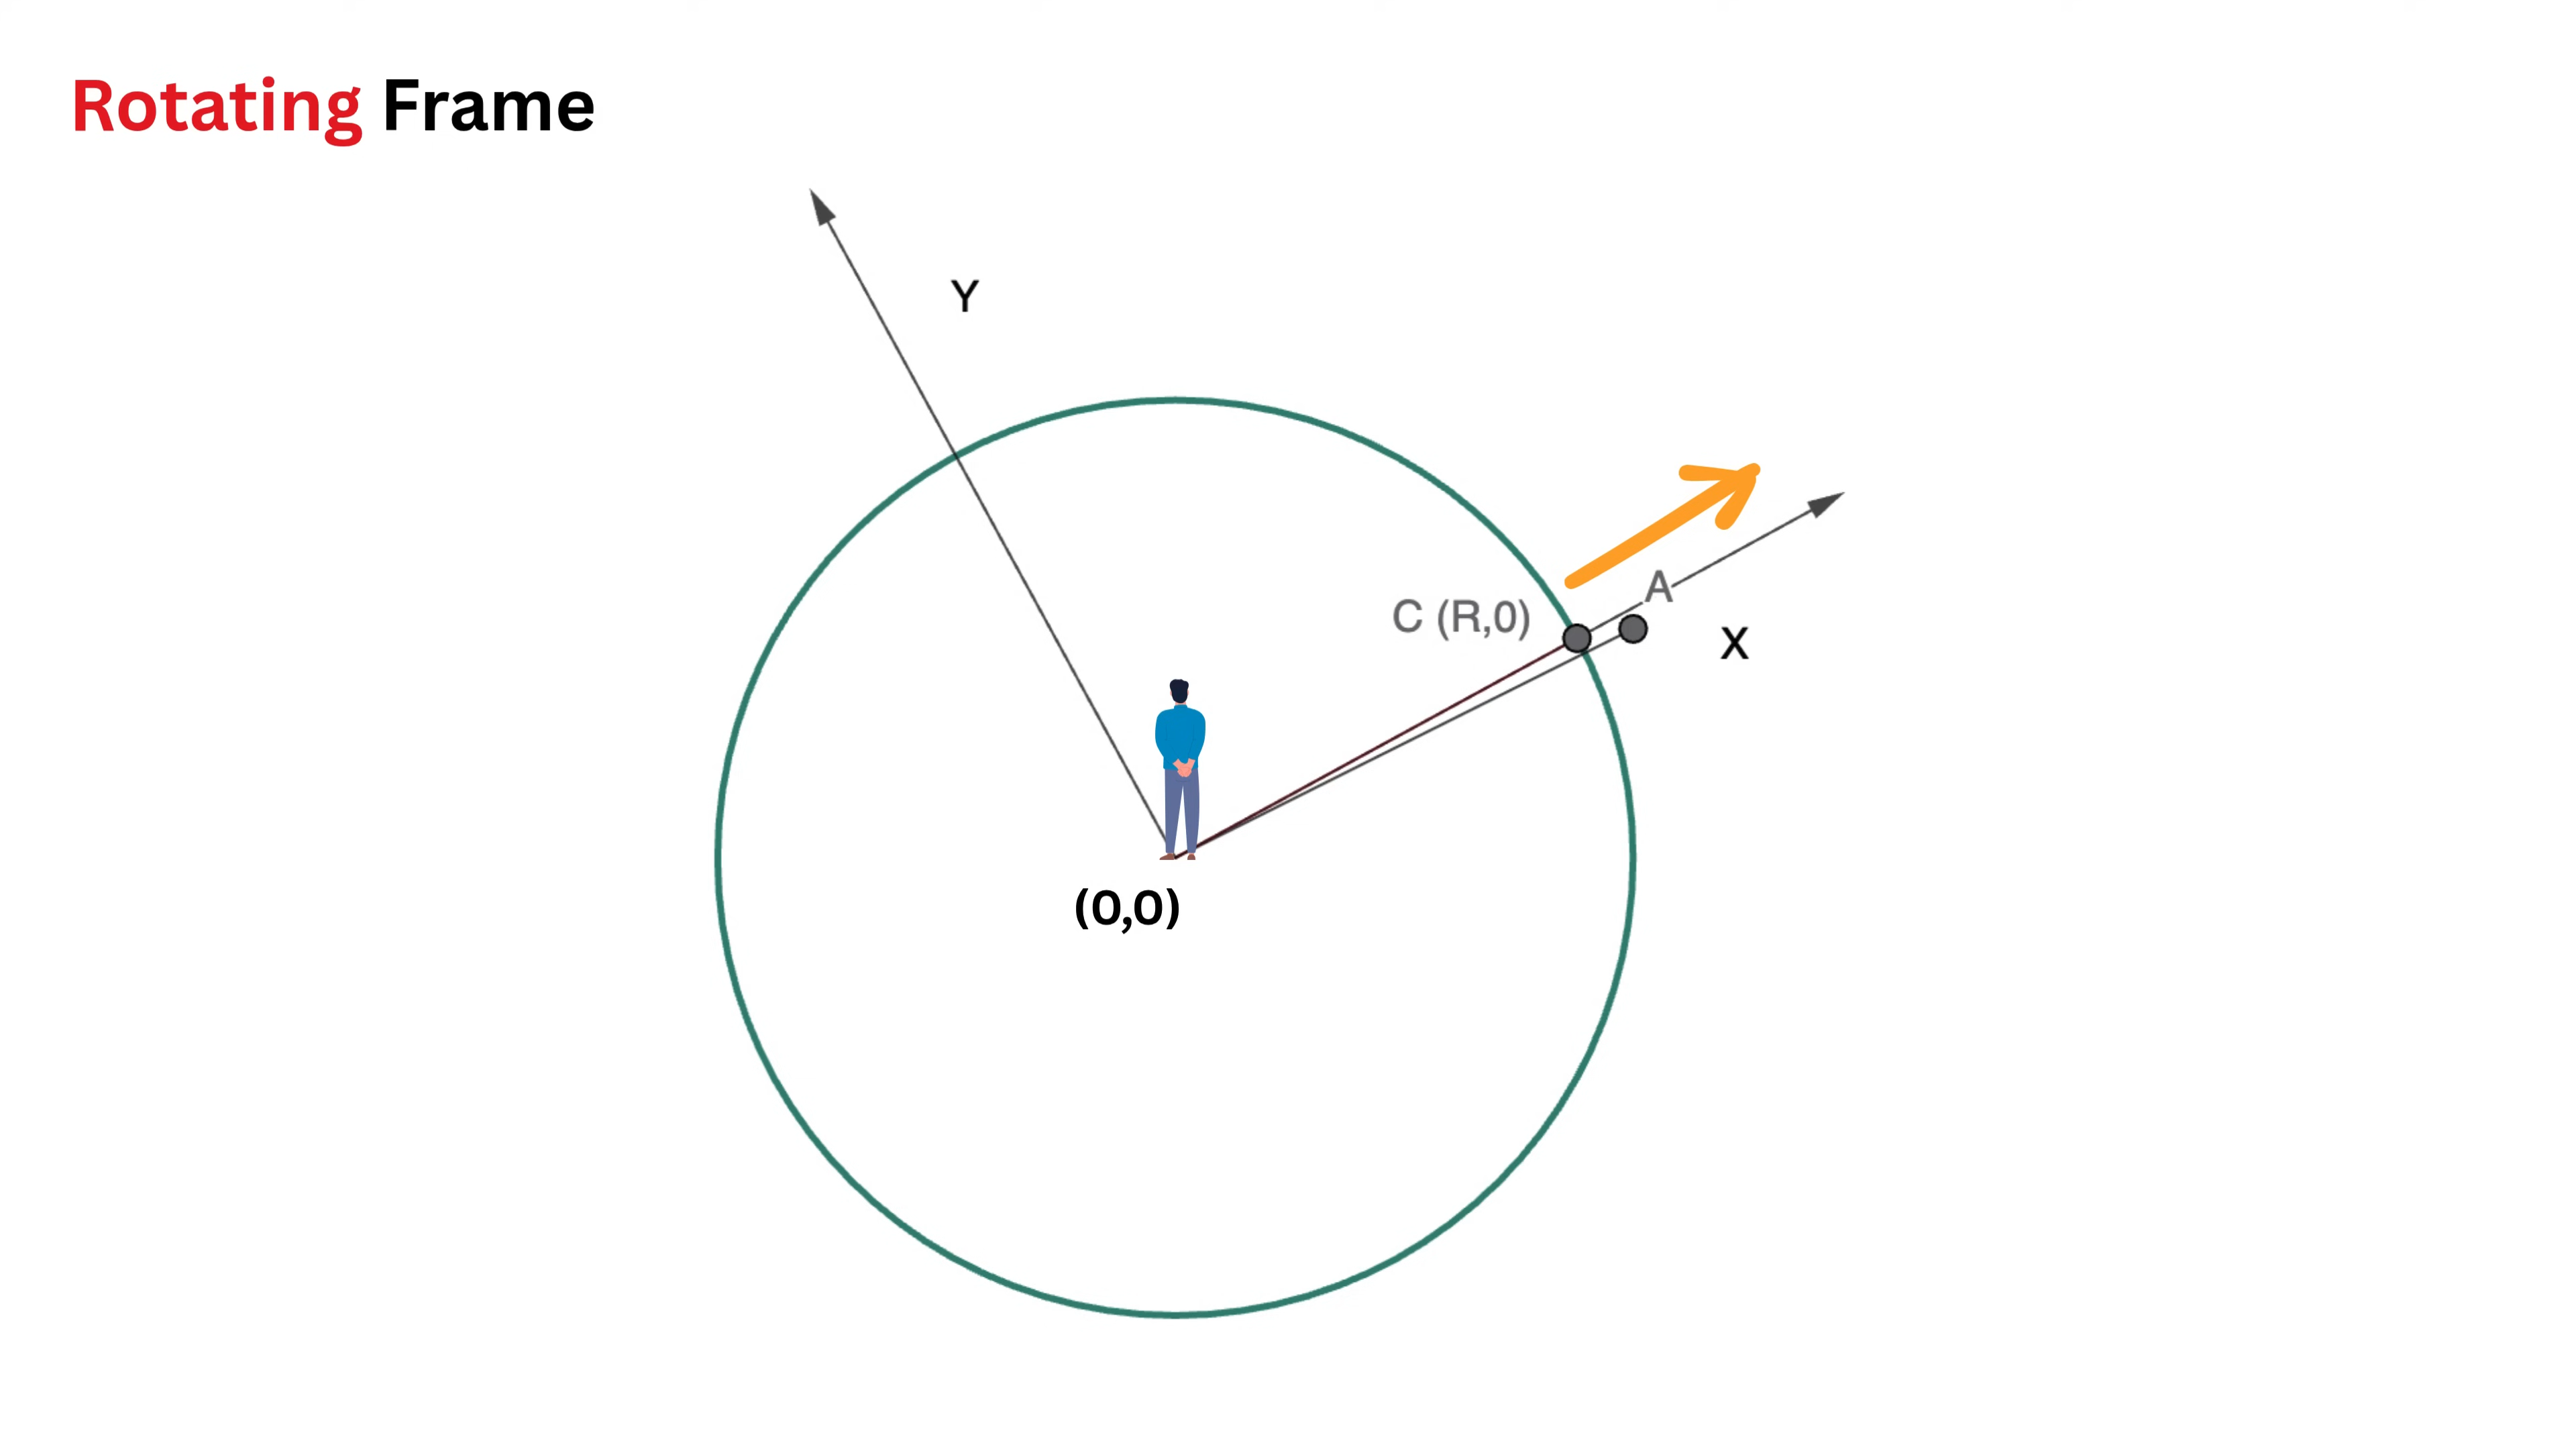 Rotating Frame
Y
A
C (R,0)
X
(0,0)